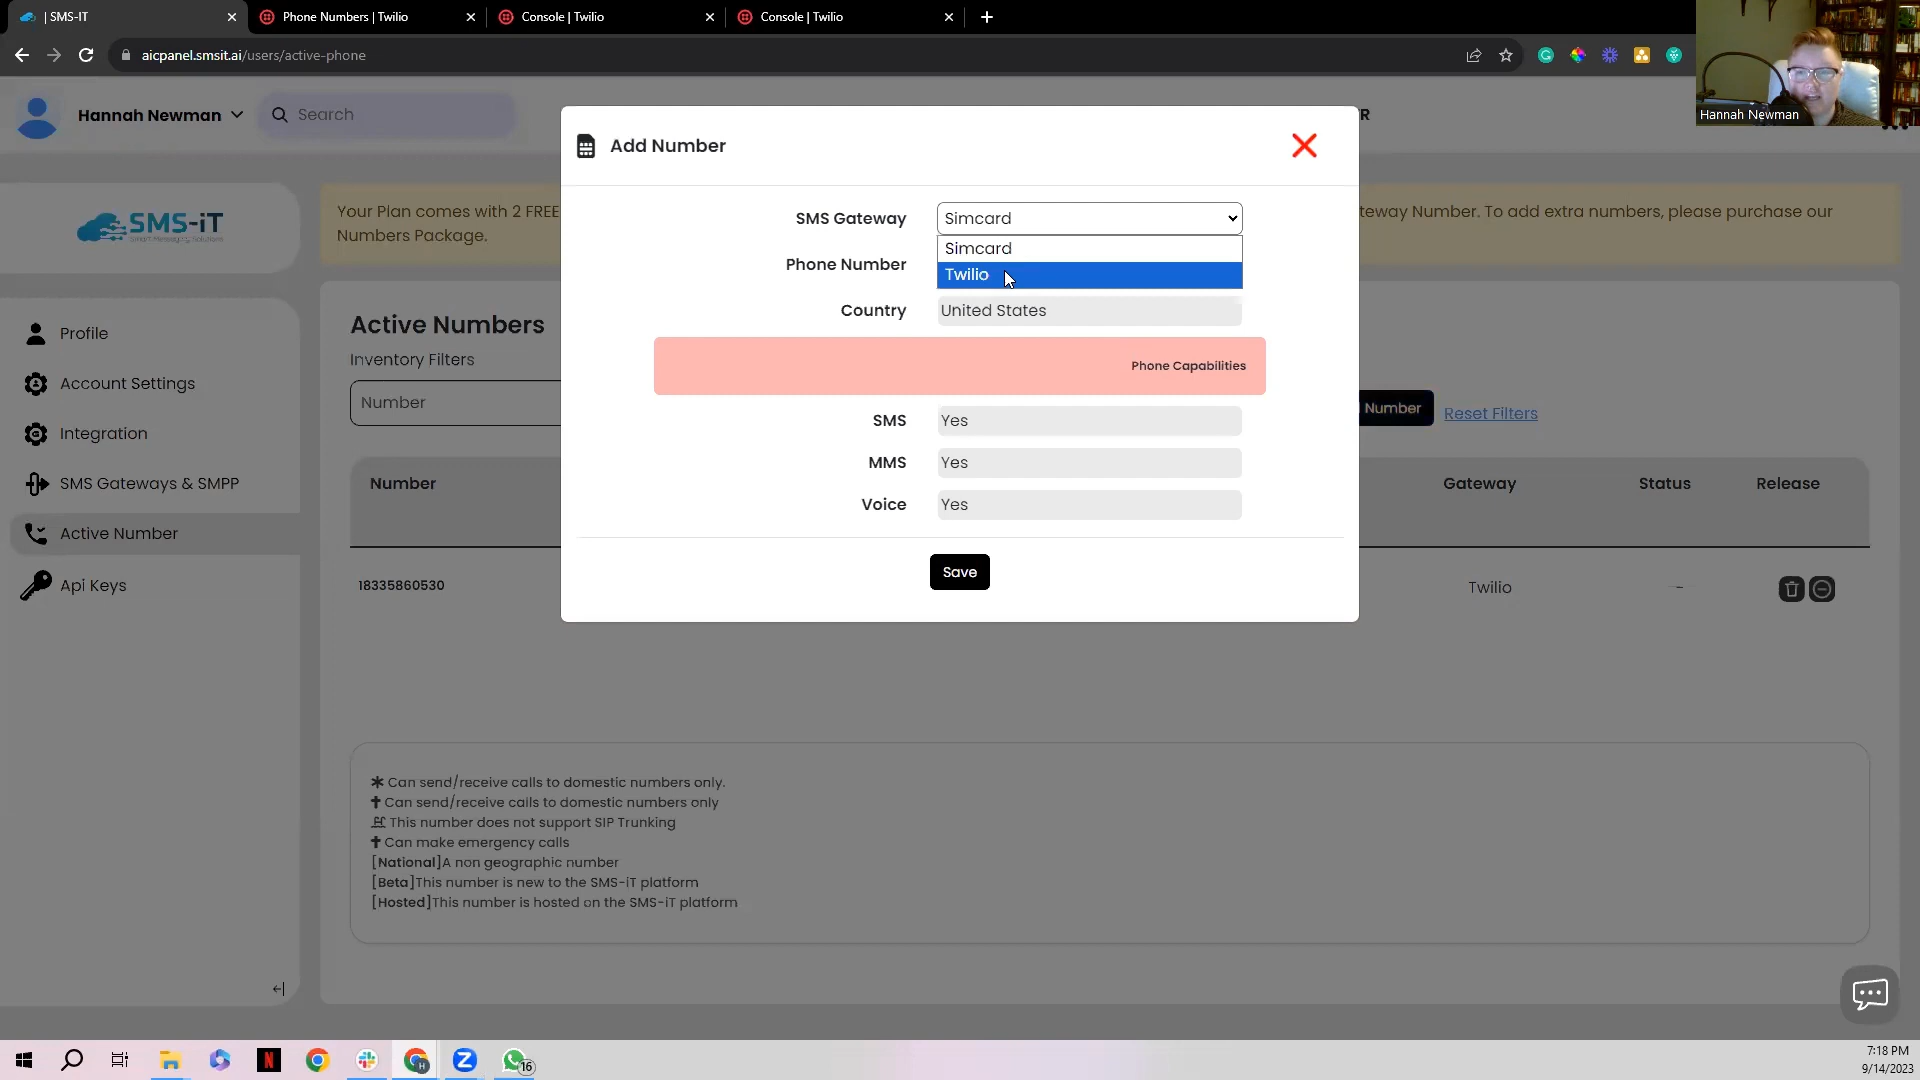 | SMS-IT
Phone Numbers | Twilio
Console | Twilio
Console | Twilio
aicpanel.smsit.ai/users/active-phone
Hannah Newman
Hannah Newman
Search
R
SMS-iT
Your Plan comes with 2 FREE
teway Number. To add extra numbers, please purchase our
Numbers Package.
Add Number
SMS Gateway
Simcard
Simcard
Twilio
Phone Number
Country
United States
Phone Capabilities
SMS
Yes
MMS
Yes
Voice
Yes
Save
Profile
Account Settings
Integration
SMS Gateways & SMPP
Active Number
Api Keys
Active Numbers
Inventory Filters
Number
Number
Reset Filters
Number
Gateway
Status
Release
18335860530
Twilio
Can send/receive calls to domestic numbers only.
Can send/receive calls to domestic numbers only
This number does not support SIP Trunking
Can make emergency calls
[National]A non geographic number
[Beta]This number is new to the SMS-iT platform
[Hosted]This number is hosted on the SMS-iT platform
16
7:18 PM
9/14/2023